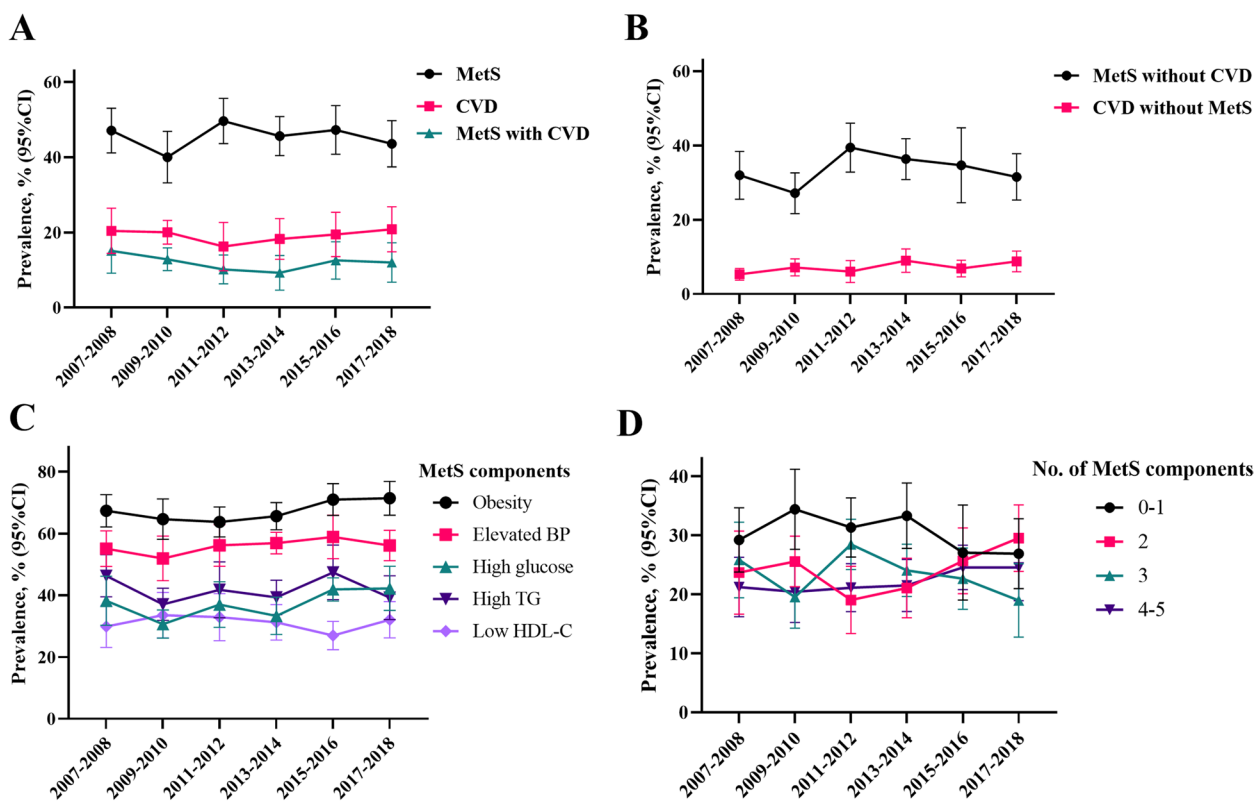 A
Prevalence, % (95%CI)
60
40
20
0
2007-2008
2009-2010
2011-2012
2013-2014
2015-2016
2017-2018
MetS
CVD
MetS with CVD
B
Prevalence, % (95%CI)
60
40
20
0
2007-2008
2009-2010
2011-2012
2013-2014
2015-2016
2017-2018
MetS without CVD
CVD without MetS
C
Prevalence, % (95%CI)
80
60
40
20
0
2007-2008
2009-2010
2011-2012
2013-2014
2015-2016
2017-2018
MetS components
Obesity
Elevated BP
High glucose
High TG
Low HDL-C
D
Prevalence, % (95%CI)
40
30
20
10
0
2007-2008
2009-2010
2011-2012
2013-2014
2015-2016
2017-2018
No. of MetS components
0-1
2
3
4-5